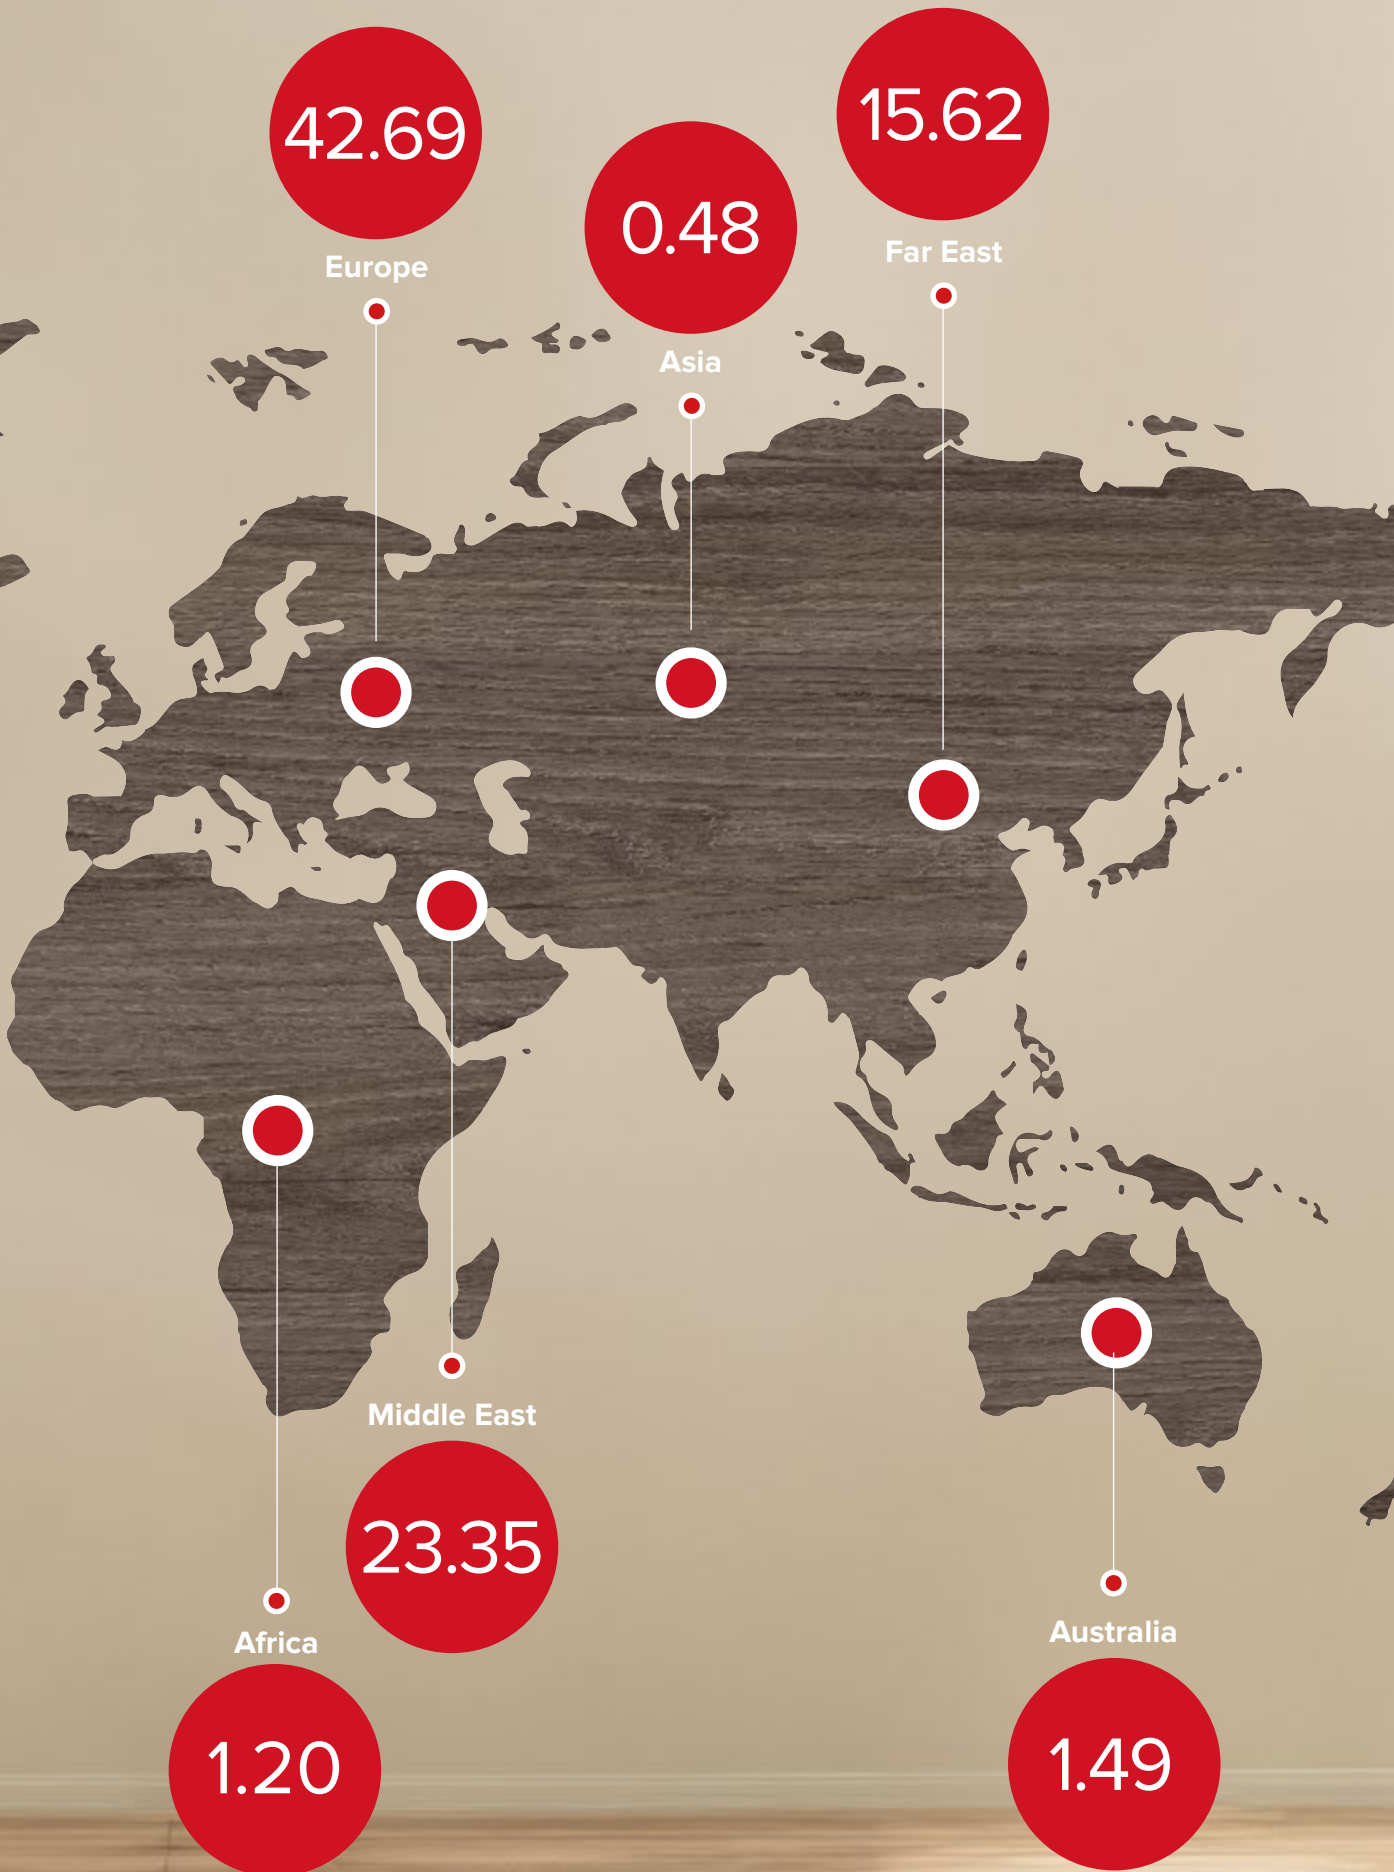 42.69
Europe
0.48
Asia
15.62
Far East
Middle East
23.35
Africa
1.20
Australia
1.49